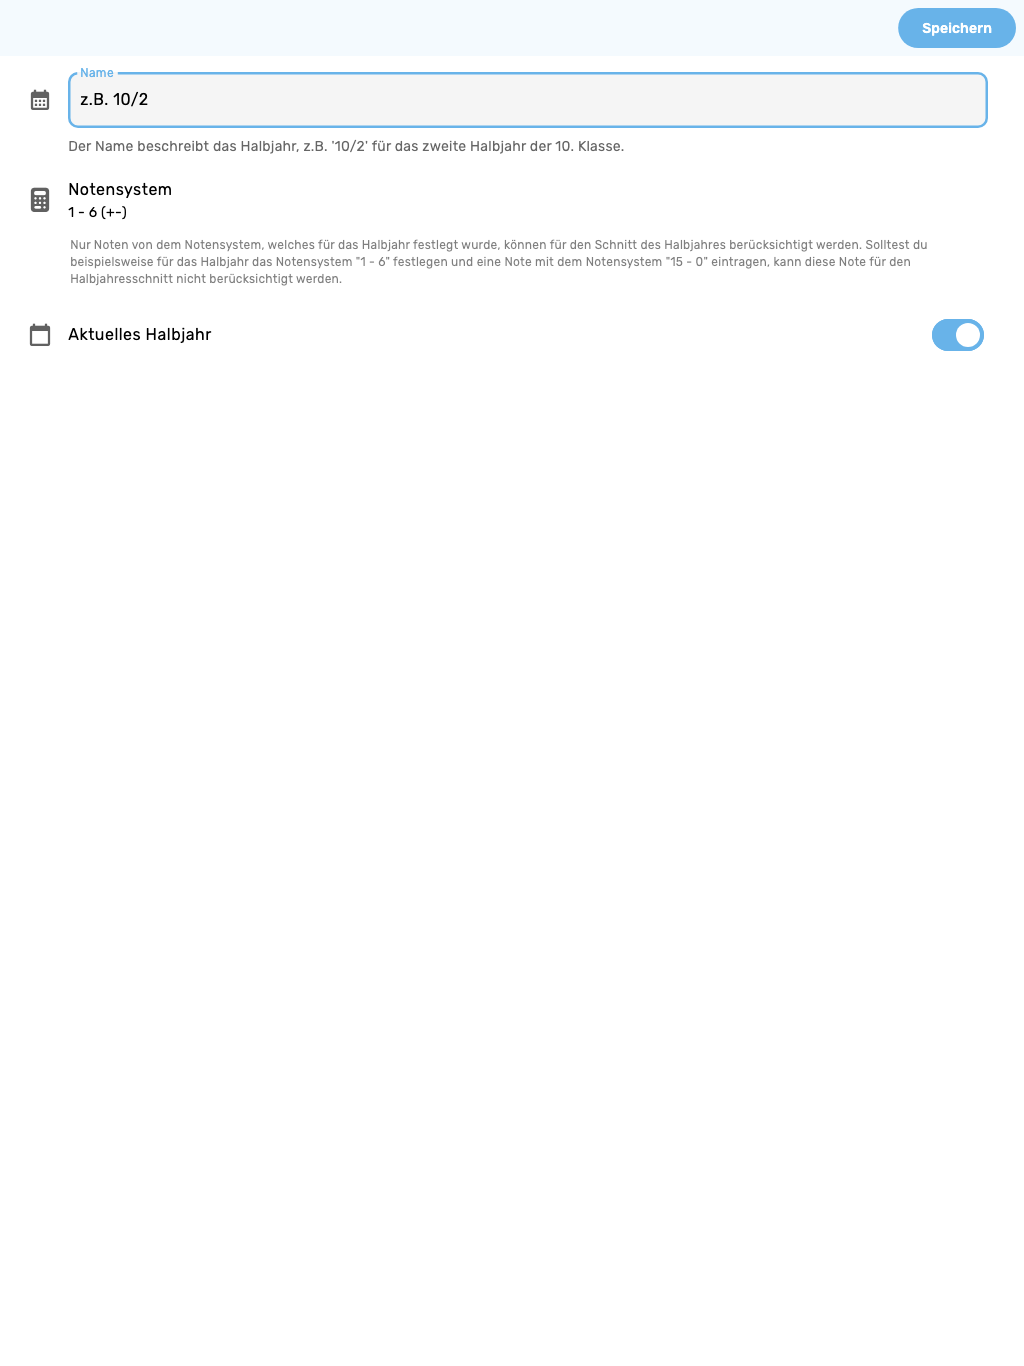 Speichern
Name
z.B. 10/2
Der Name beschreibt das Halbjahr, z.B. '10/2' für das zweite Halbjahr der 10. Klasse.
Notensystem
1 - 6 (+-)
Nur Noten von dem Notensystem, welches für das Halbjahr festlegt wurde, können für den Schnitt des Halbjahres berücksichtigt werden. Solltest du
beispielsweise für das Halbjahr das Notensystem "1 - 6" festlegen und eine Note mit dem Notensystem "15 - 0" eintragen, kann diese Note für den
Halbjahresschnitt nicht berücksichtigt werden.
Aktuelles Halbjahr